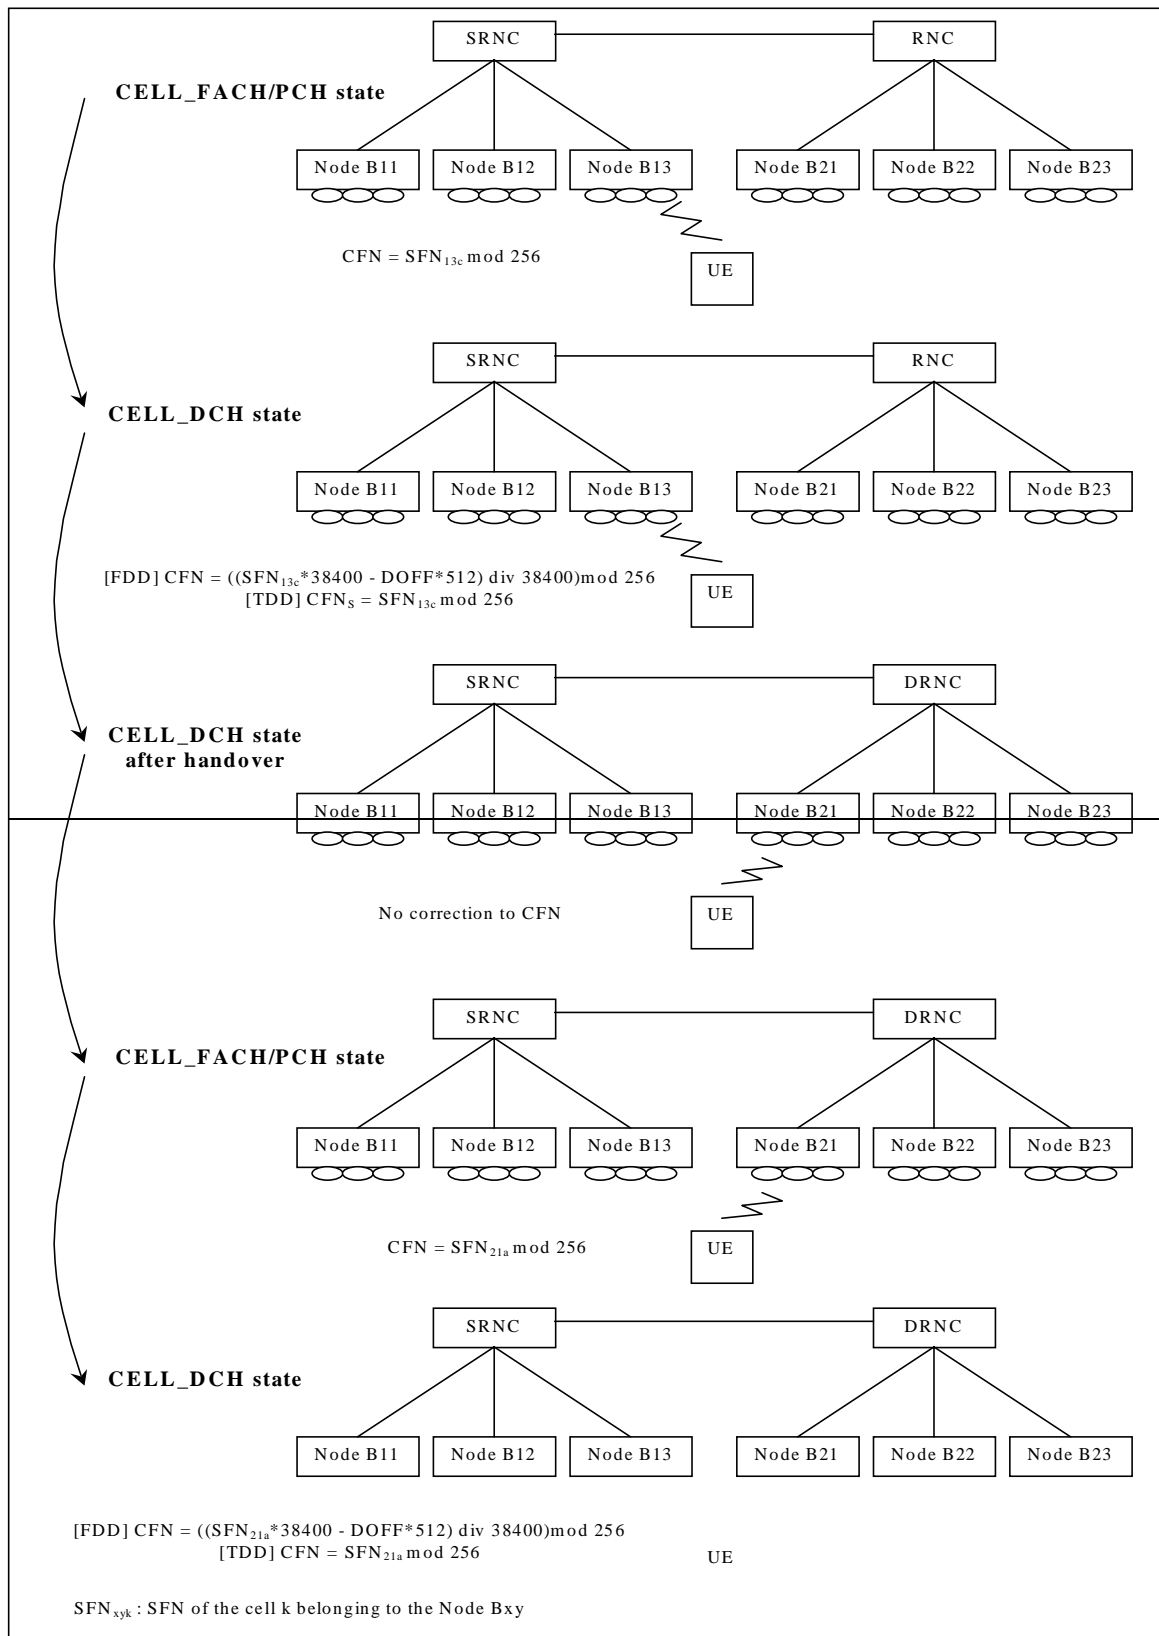 SRNC RNC
CELL_FACH/PCH state
Node B11 Node B12 Node B13 Node B21 Node B22 Node B23
CFN = SFN13c mod 256
UE
SRNC RNC
CELL_DCH state
Node B11 Node B12 Node B13 Node B21 Node B22 Node B23
[FDD] CFN = ((SFN13c*38400 - DOFF*512) div 38400)mod 256
[TDD] CFNS = SFN13c mod 256
UE
SRNC DRNC
CELL_DCH state
after handover
Node B11 Node B12 Node B13 Node B21 Node B22 Node B23
No correction to CFN
UE
SRNC DRNC
CELL_FACH/PCH state
Node B11 Node B12 Node B13 Node B21 Node B22 Node B23
CFN = SFN21a mod 256
UE
SRNC DRNC
CELL_DCH state
Node B11 Node B12 Node B13 Node B21 Node B22 Node B23
[FDD] CFN = ((SFN21a*38400 - DOFF*512) div 38400)mod 256
[TDD] CFN = SFN21a mod 256
UE
SFNxyk : SFN of the cell k belonging to the Node Bxy